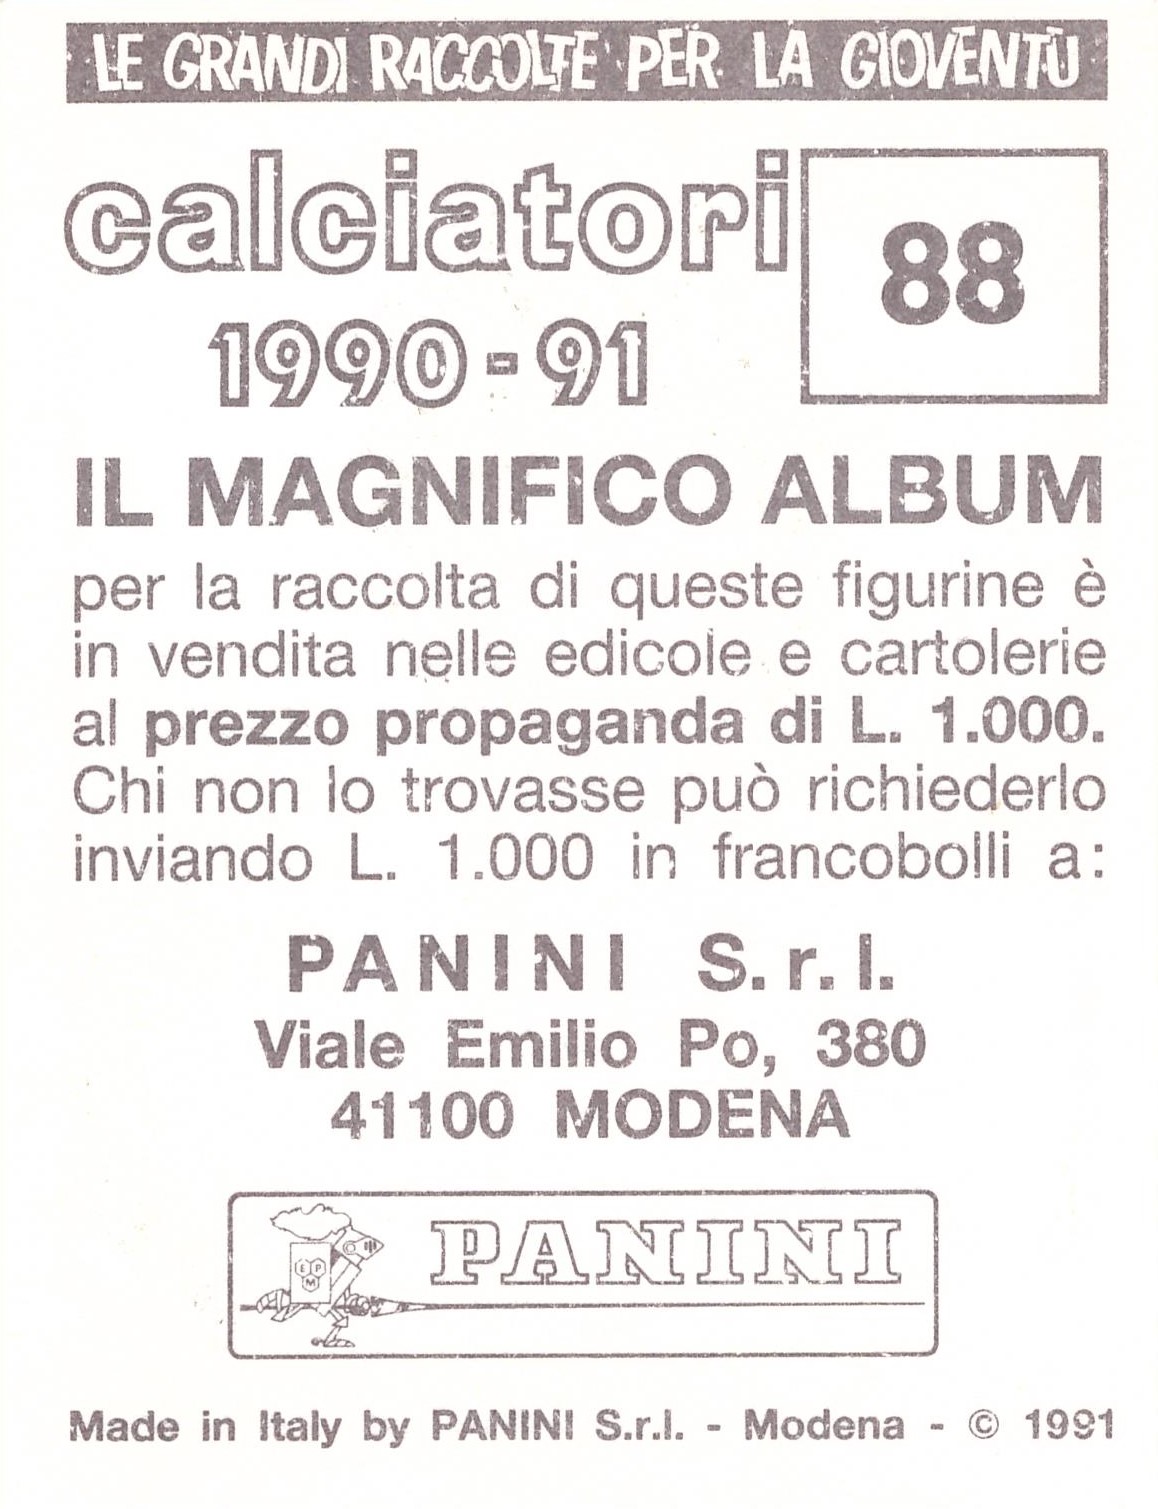 LE GRANDI RACCOLTE PER LA GIOVENTÙ
calciatori
88
1990-91
IL MAGNIFICO ALBUM
per la raccolta di queste figurine è
in vendita nelle edicole e cartolerie
al prezzo propaganda di L. 1.000.
Chi non lo trovasse può richiederlo
inviando L. 1.000 in francobolli a:
PANINI S.r.l.
Viale Emilio Po, 380
41100 MODENA
E P
M
PANINI
Made in Italy by PANINI S.r.l. - Modena - © 1991